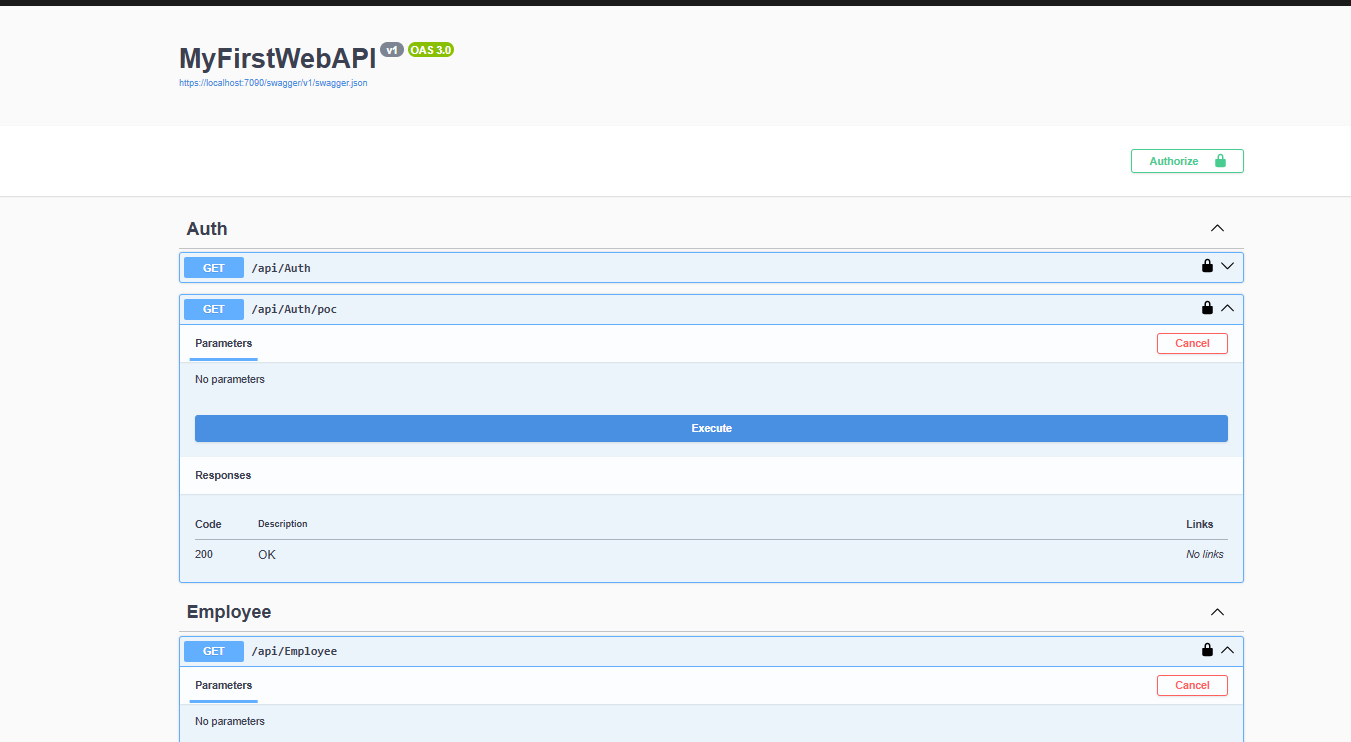 MyFirstWebAPI v1 OAS 3.0
https://localhost:7090/swagger/v1/swagger.json
Authorize
Auth
GET /api/Auth
GET /api/Auth/poc
Parameters Cancel
No parameters
Execute
Responses
Code Description Links
200 OK No links
Employee
GET /api/Employee
Parameters Cancel
No parameters